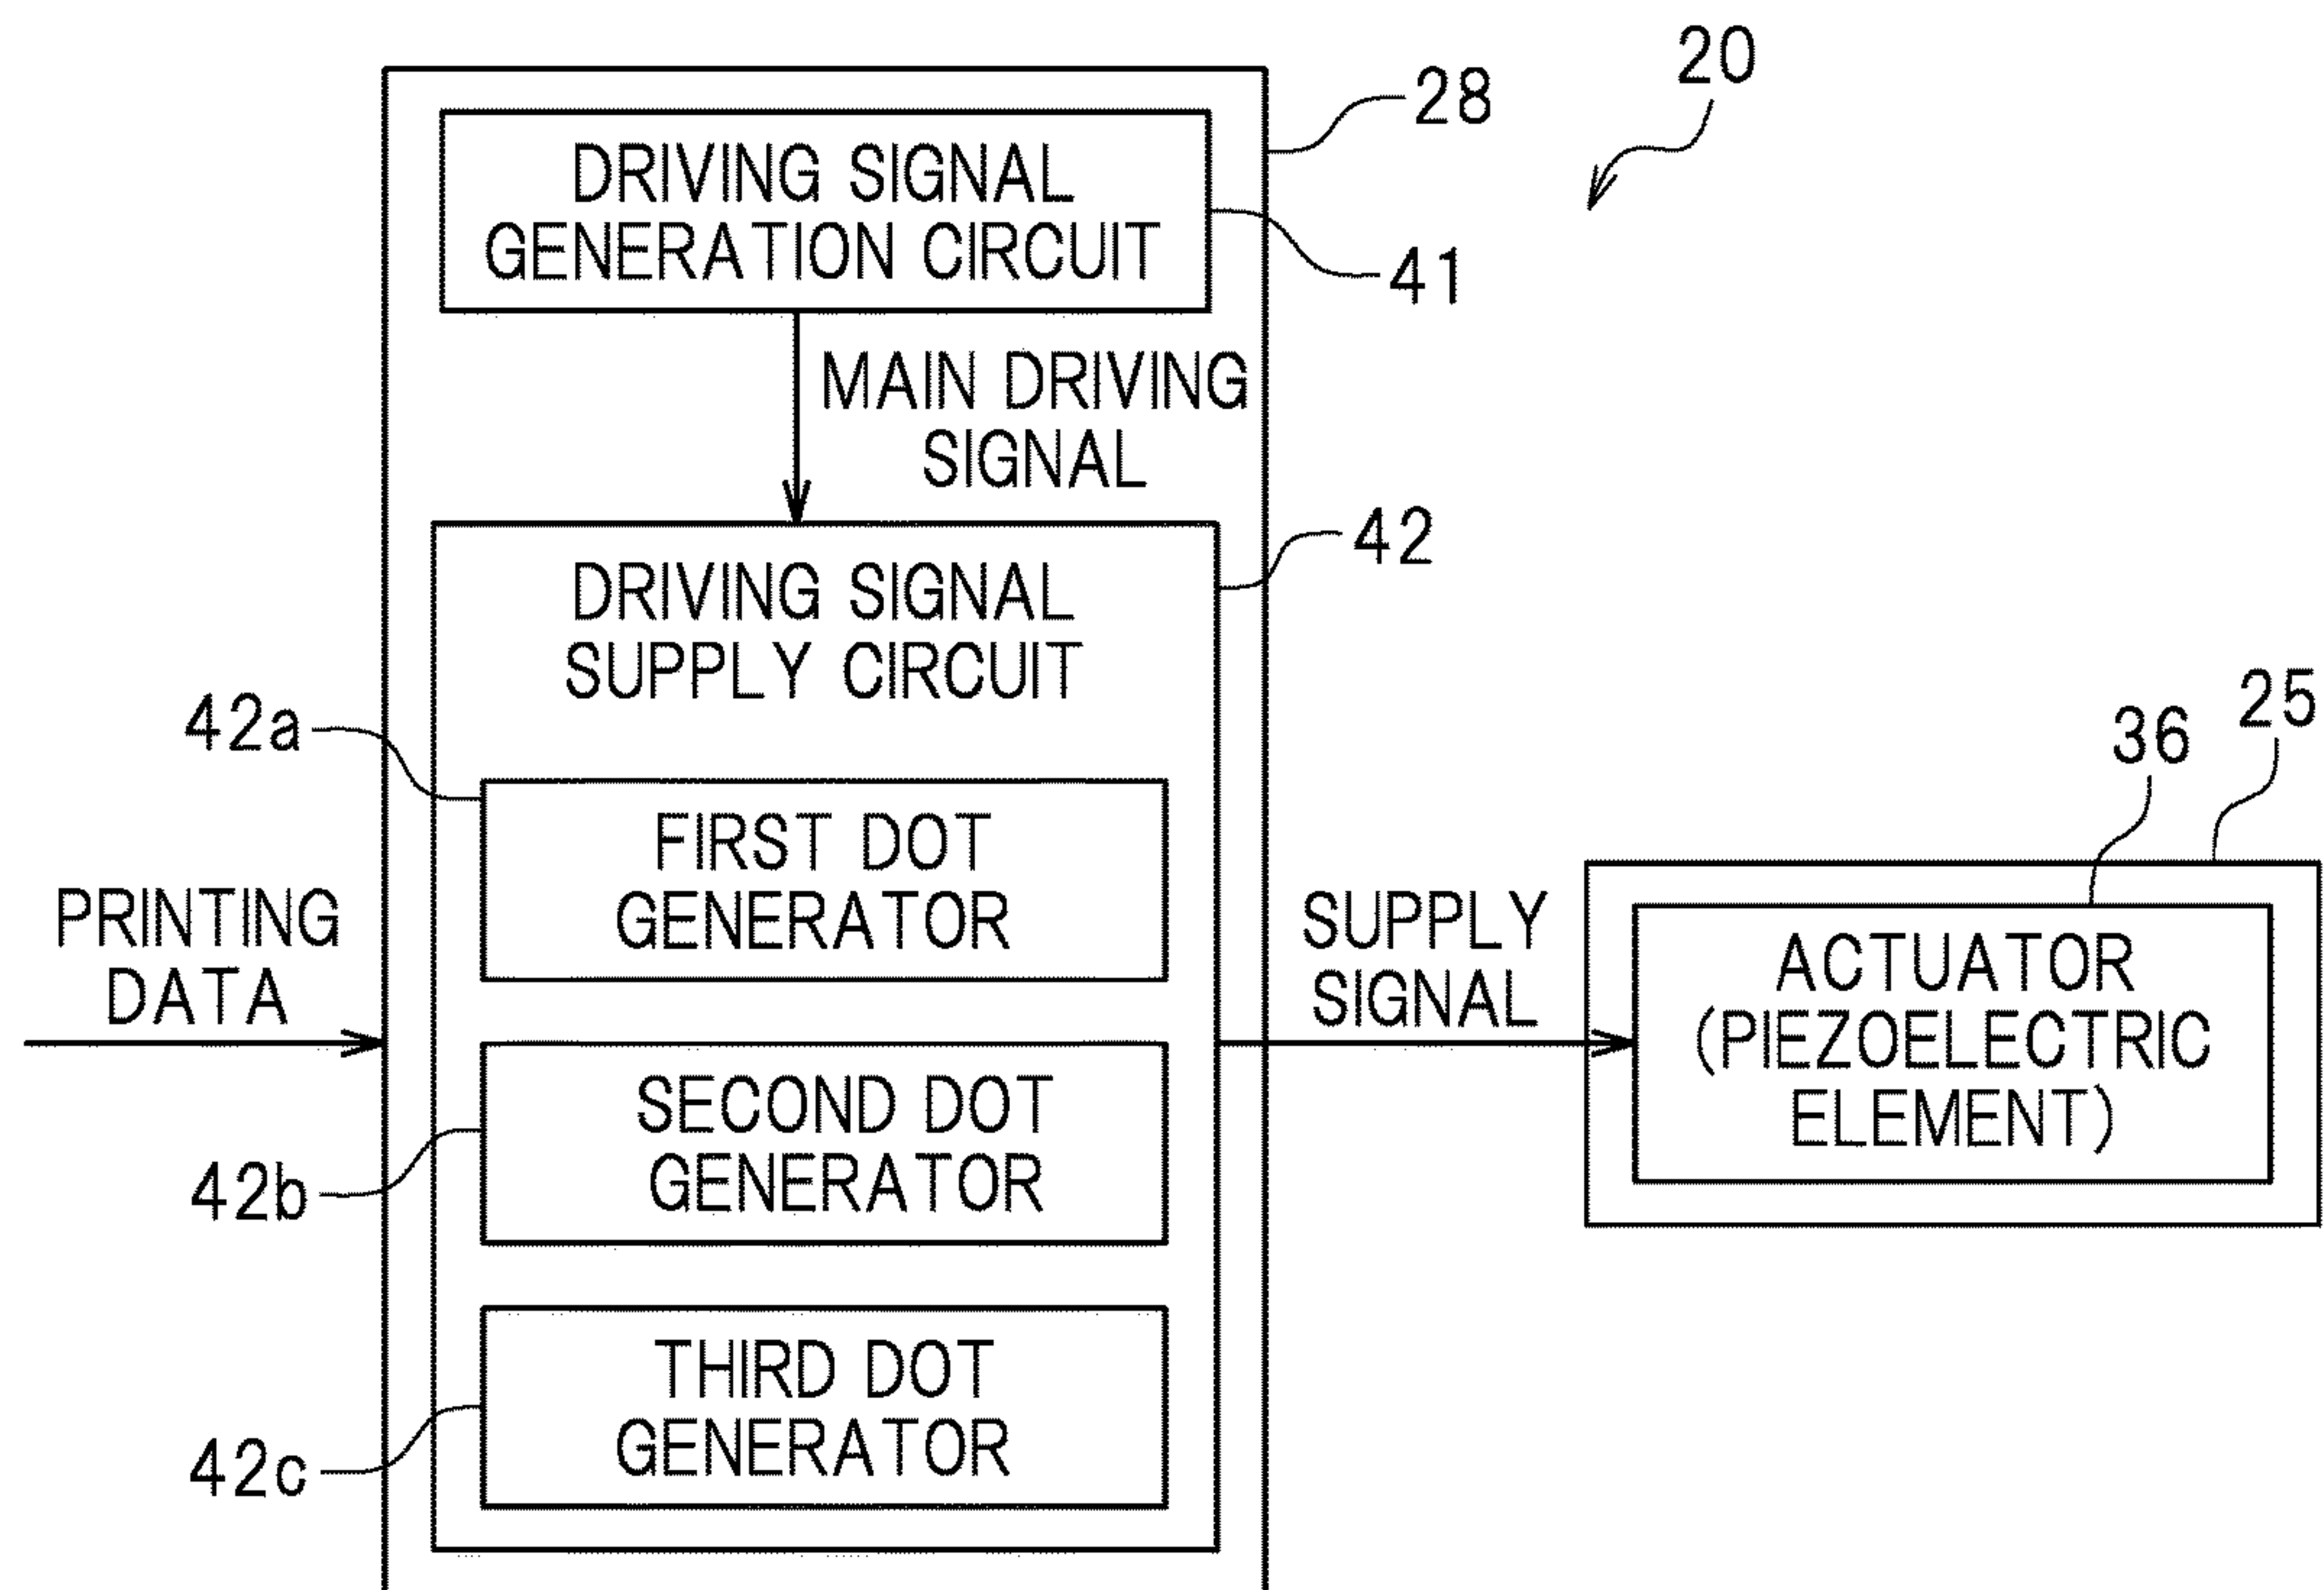 20
28
DRIVING SIGNAL
GENERATION CIRCUIT
41
MAIN DRIVING
SIGNAL
42
DRIVING SIGNAL
SUPPLY CIRCUIT
42a
FIRST DOT
GENERATOR
PRINTING
DATA
SECOND DOT
GENERATOR
42b
THIRD DOT
GENERATOR
42c
SUPPLY
SIGNAL
25
36
ACTUATOR
(PIEZOELECTRIC
ELEMENT)